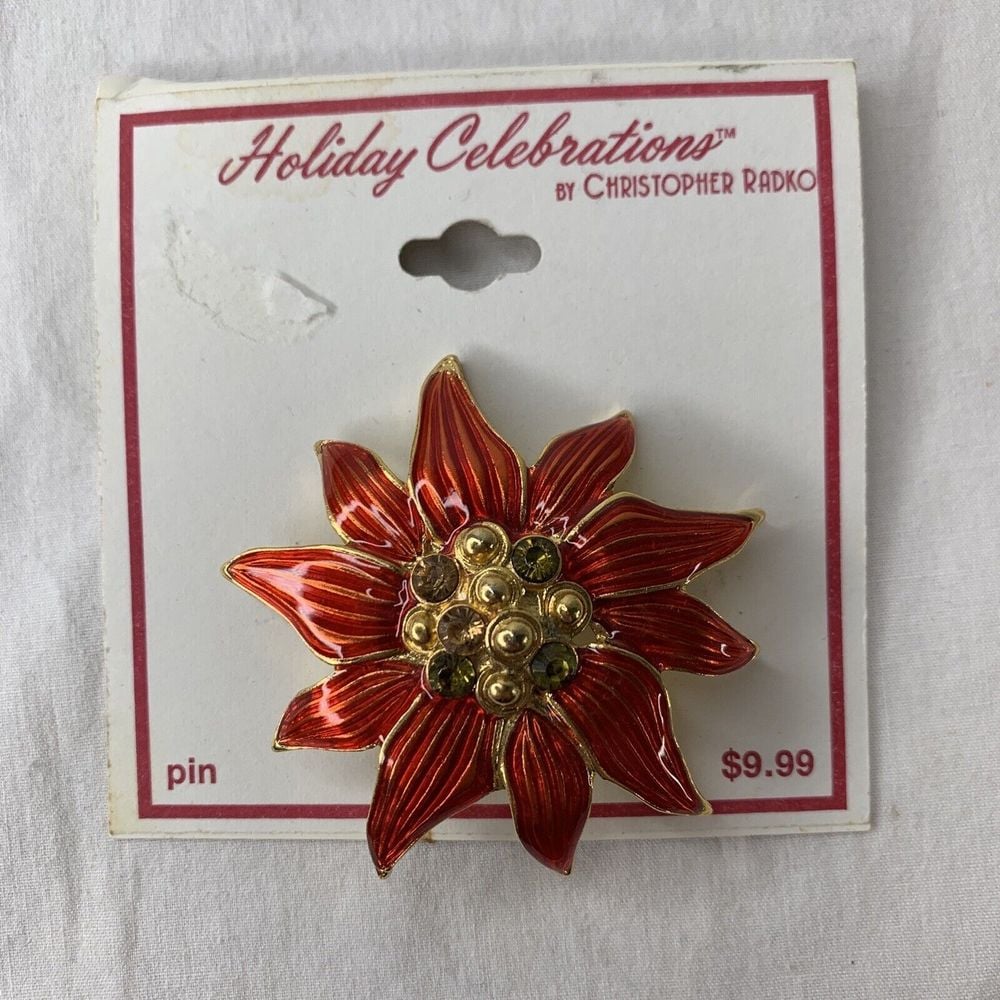 Holiday Celebrations™
BY CHRISTOPHER RADKO
pin
$9.99